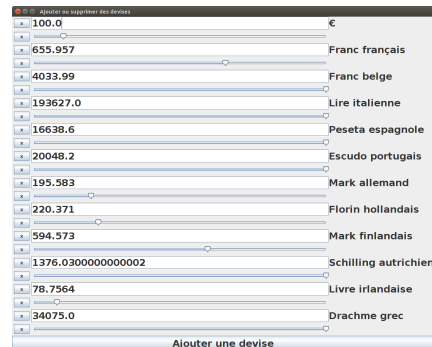 Ajouter ou supprimer des devises
x 100.0 €
x
x 655.957 Franc français
x
x 4033.99 Franc belge
x
x 193627.0 Lire italienne
x
x 16638.6 Peseta espagnole
x
x 20048.2 Escudo portugais
x
x 195.583 Mark allemand
x
x 220.371 Florin hollandais
x
x 594.573 Mark finlandais
x
x 1376.0300000000002 Schilling autrichien
x
x 78.7564 Livre irlandaise
x
x 34075.0 Drachme grec
x
Ajouter une devise